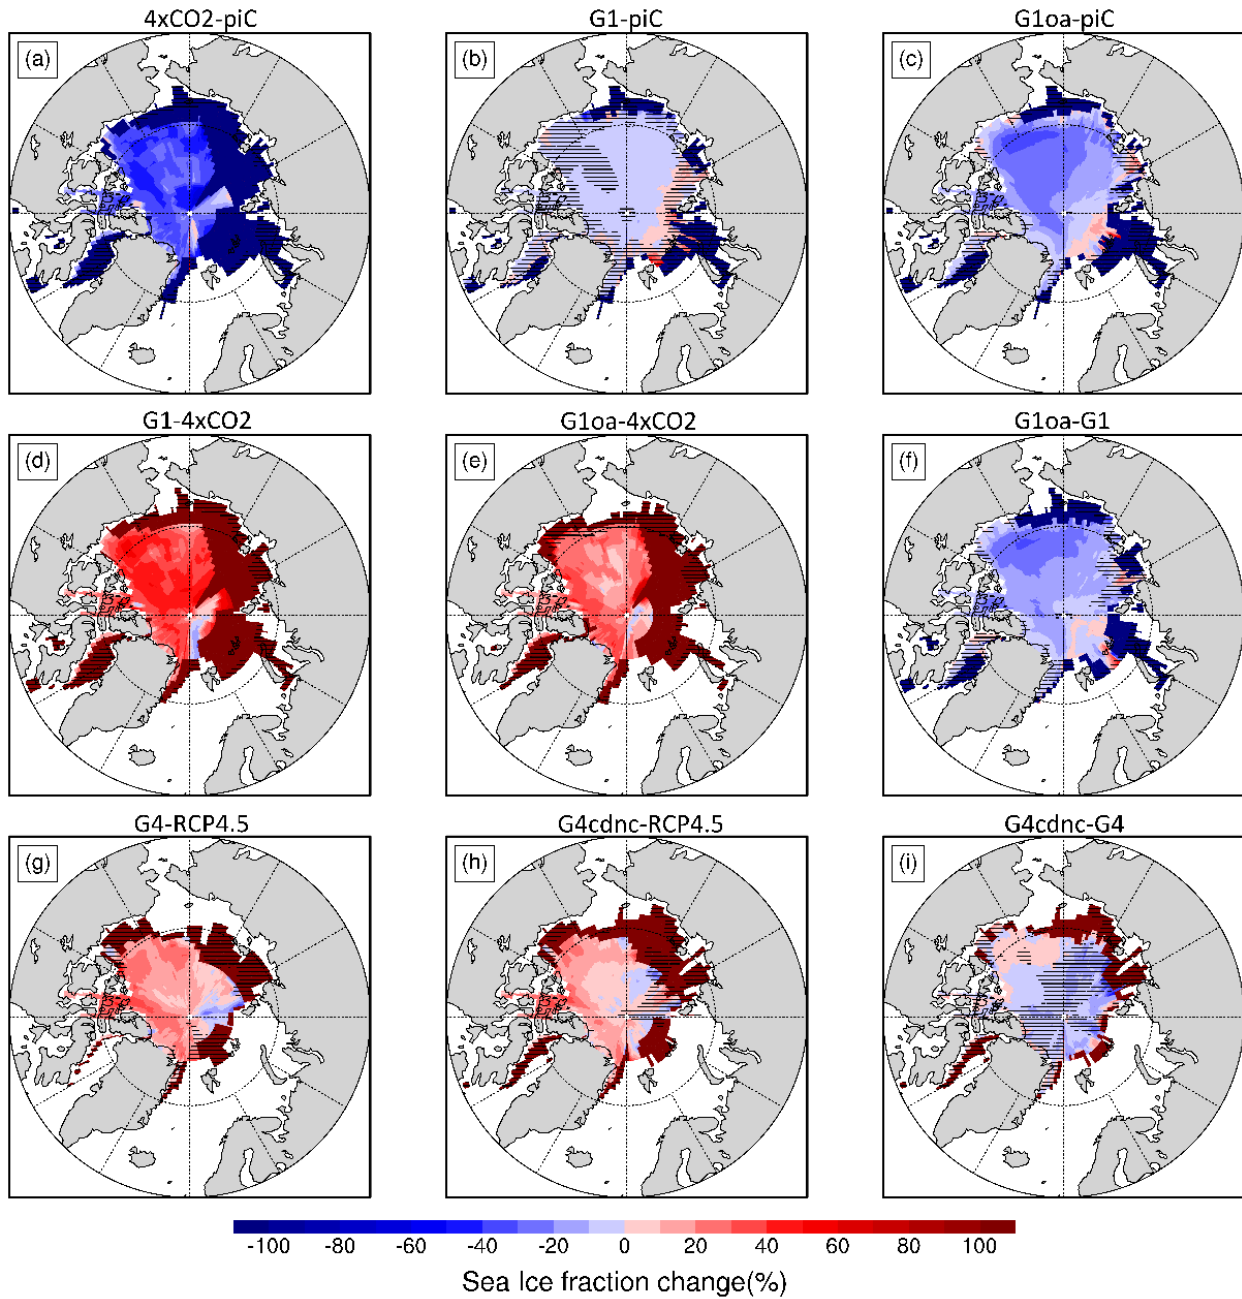 4xCO2-piC
G1-piC
G1oa-piC
(a)
(b)
(c)
G1-4xCO2
G1oa-4xCO2
G1oa-G1
(d)
(e)
(f)
G4-RCP4.5
G4cdnc-RCP4.5
G4cdnc-G4
(g)
(h)
(i)
-100 -80 -60 -40 -20 0 20 40 60 80 100
Sea Ice fraction change(%)